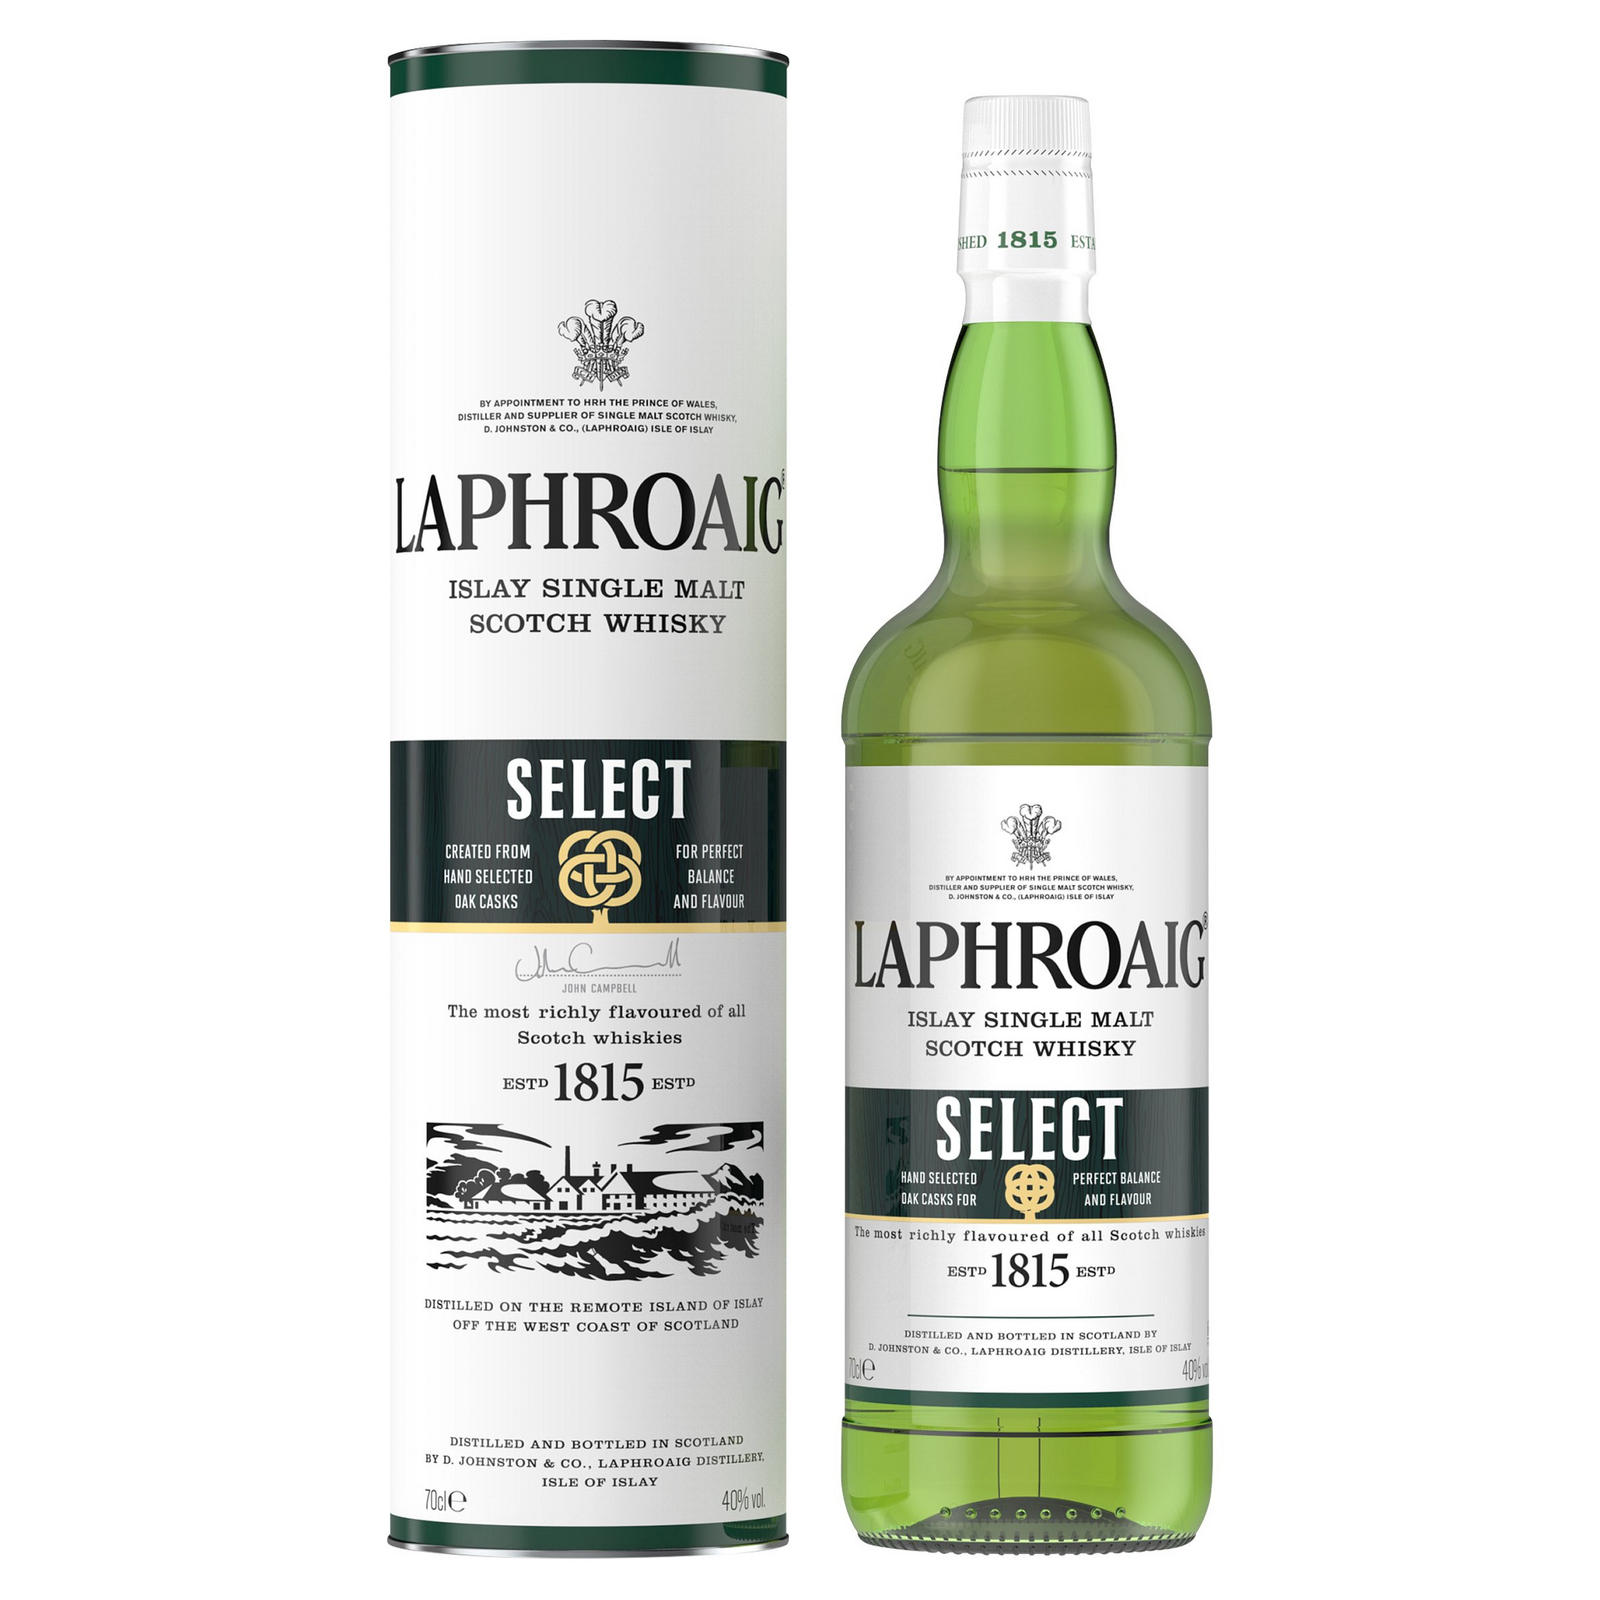 BY APPOINTMENT TO HRH THE PRINCE OF WALES,
DISTILLER AND SUPPLIER OF SINGLE MALT SCOTCH WHISKY,
D. JOHNSTON & CO., (LAPHROAIG) ISLE OF ISLAY
LAPHROAIG®
ISLAY SINGLE MALT
SCOTCH WHISKY
SELECT
CREATED FROM
HAND SELECTED
OAK CASKS
FOR PERFECT
BALANCE
AND FLAVOUR
JOHN CAMPBELL
The most richly flavoured of all
Scotch whiskies
ESTD 1815 ESTD
DISTILLED ON THE REMOTE ISLAND OF ISLAY
OFF THE WEST COAST OF SCOTLAND
DISTILLED AND BOTTLED IN SCOTLAND
BY D. JOHNSTON & CO., LAPHROAIG DISTILLERY,
ISLE OF ISLAY
70cl e 40% vol.
SHED 1815 ESTA
BY APPOINTMENT TO HRH THE PRINCE OF WALES,
DISTILLER AND SUPPLIER OF SINGLE MALT SCOTCH WHISKY,
D. JOHNSTON & CO., (LAPHROAIG) ISLE OF ISLAY
LAPHROAIG®
ISLAY SINGLE MALT
SCOTCH WHISKY
SELECT
HAND SELECTED
OAK CASKS FOR
PERFECT BALANCE
AND FLAVOUR
The most richly flavoured of all Scotch whiskies
ESTD 1815 ESTD
DISTILLED AND BOTTLED IN SCOTLAND BY
D. JOHNSTON & CO., LAPHROAIG DISTILLERY, ISLE OF ISLAY
70cl e 40% vol